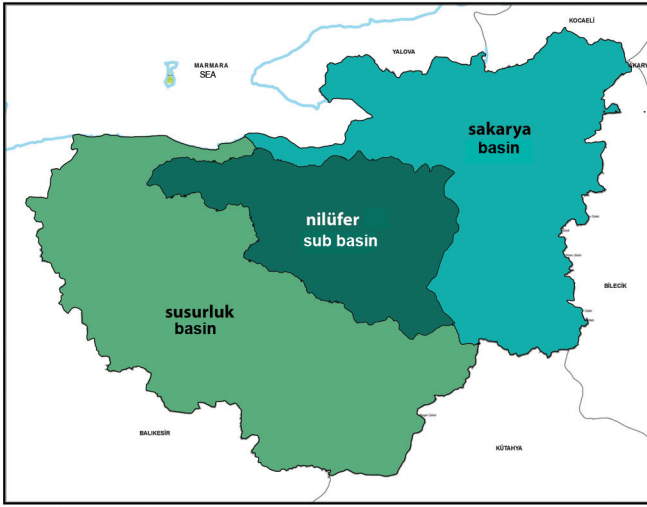 KOCAELİ
YALOVA
MARMARA
SEA
sakarya
basin
nilüfer
sub basin
BİLECİK
susurluk
basin
BALIKESİR
KÜTAHYA